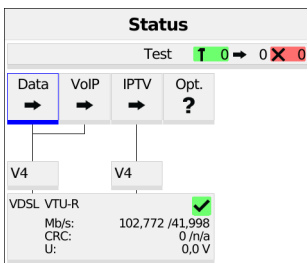 Status
Test 0 ➡ 0 ✕ 0
Data VoIP IPTV Opt.
➡ ➡ ➡ ?
V4 V4
VDSL VTU-R
Mb/s: 102,772 /41,998
CRC: 0 /n/a
U: 0,0 V